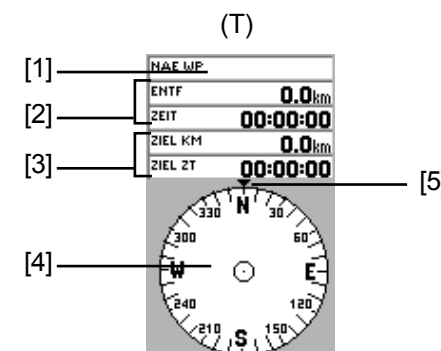 (T)
[1] NAE WP
[2] ENTF 0.0km
ZEIT 00:00:00
[3] ZIEL KM 0.0km
ZIEL ZT 00:00:00
[5
330 N 30
300 60
[4] W E
240 120
210 S 150